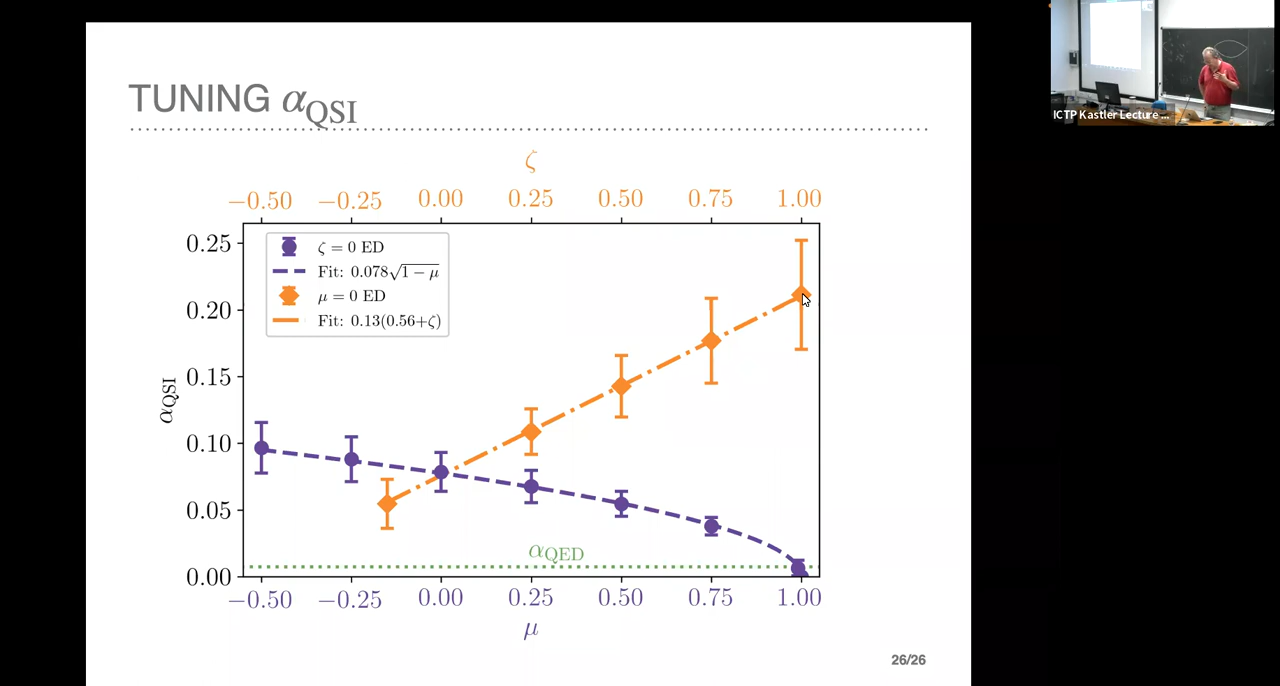 TUNING α_QSI
ζ
−0.50 −0.25 0.00 0.25 0.50 0.75 1.00
0.25
0.20
0.15
0.10
0.05
0.00
α_QSI
ζ = 0 ED
Fit: 0.078√1 − μ
μ = 0 ED
Fit: 0.13(0.56+ζ)
α_QED
−0.50 −0.25 0.00 0.25 0.50 0.75 1.00
μ
26/26
ICTP Kastler Lecture ...